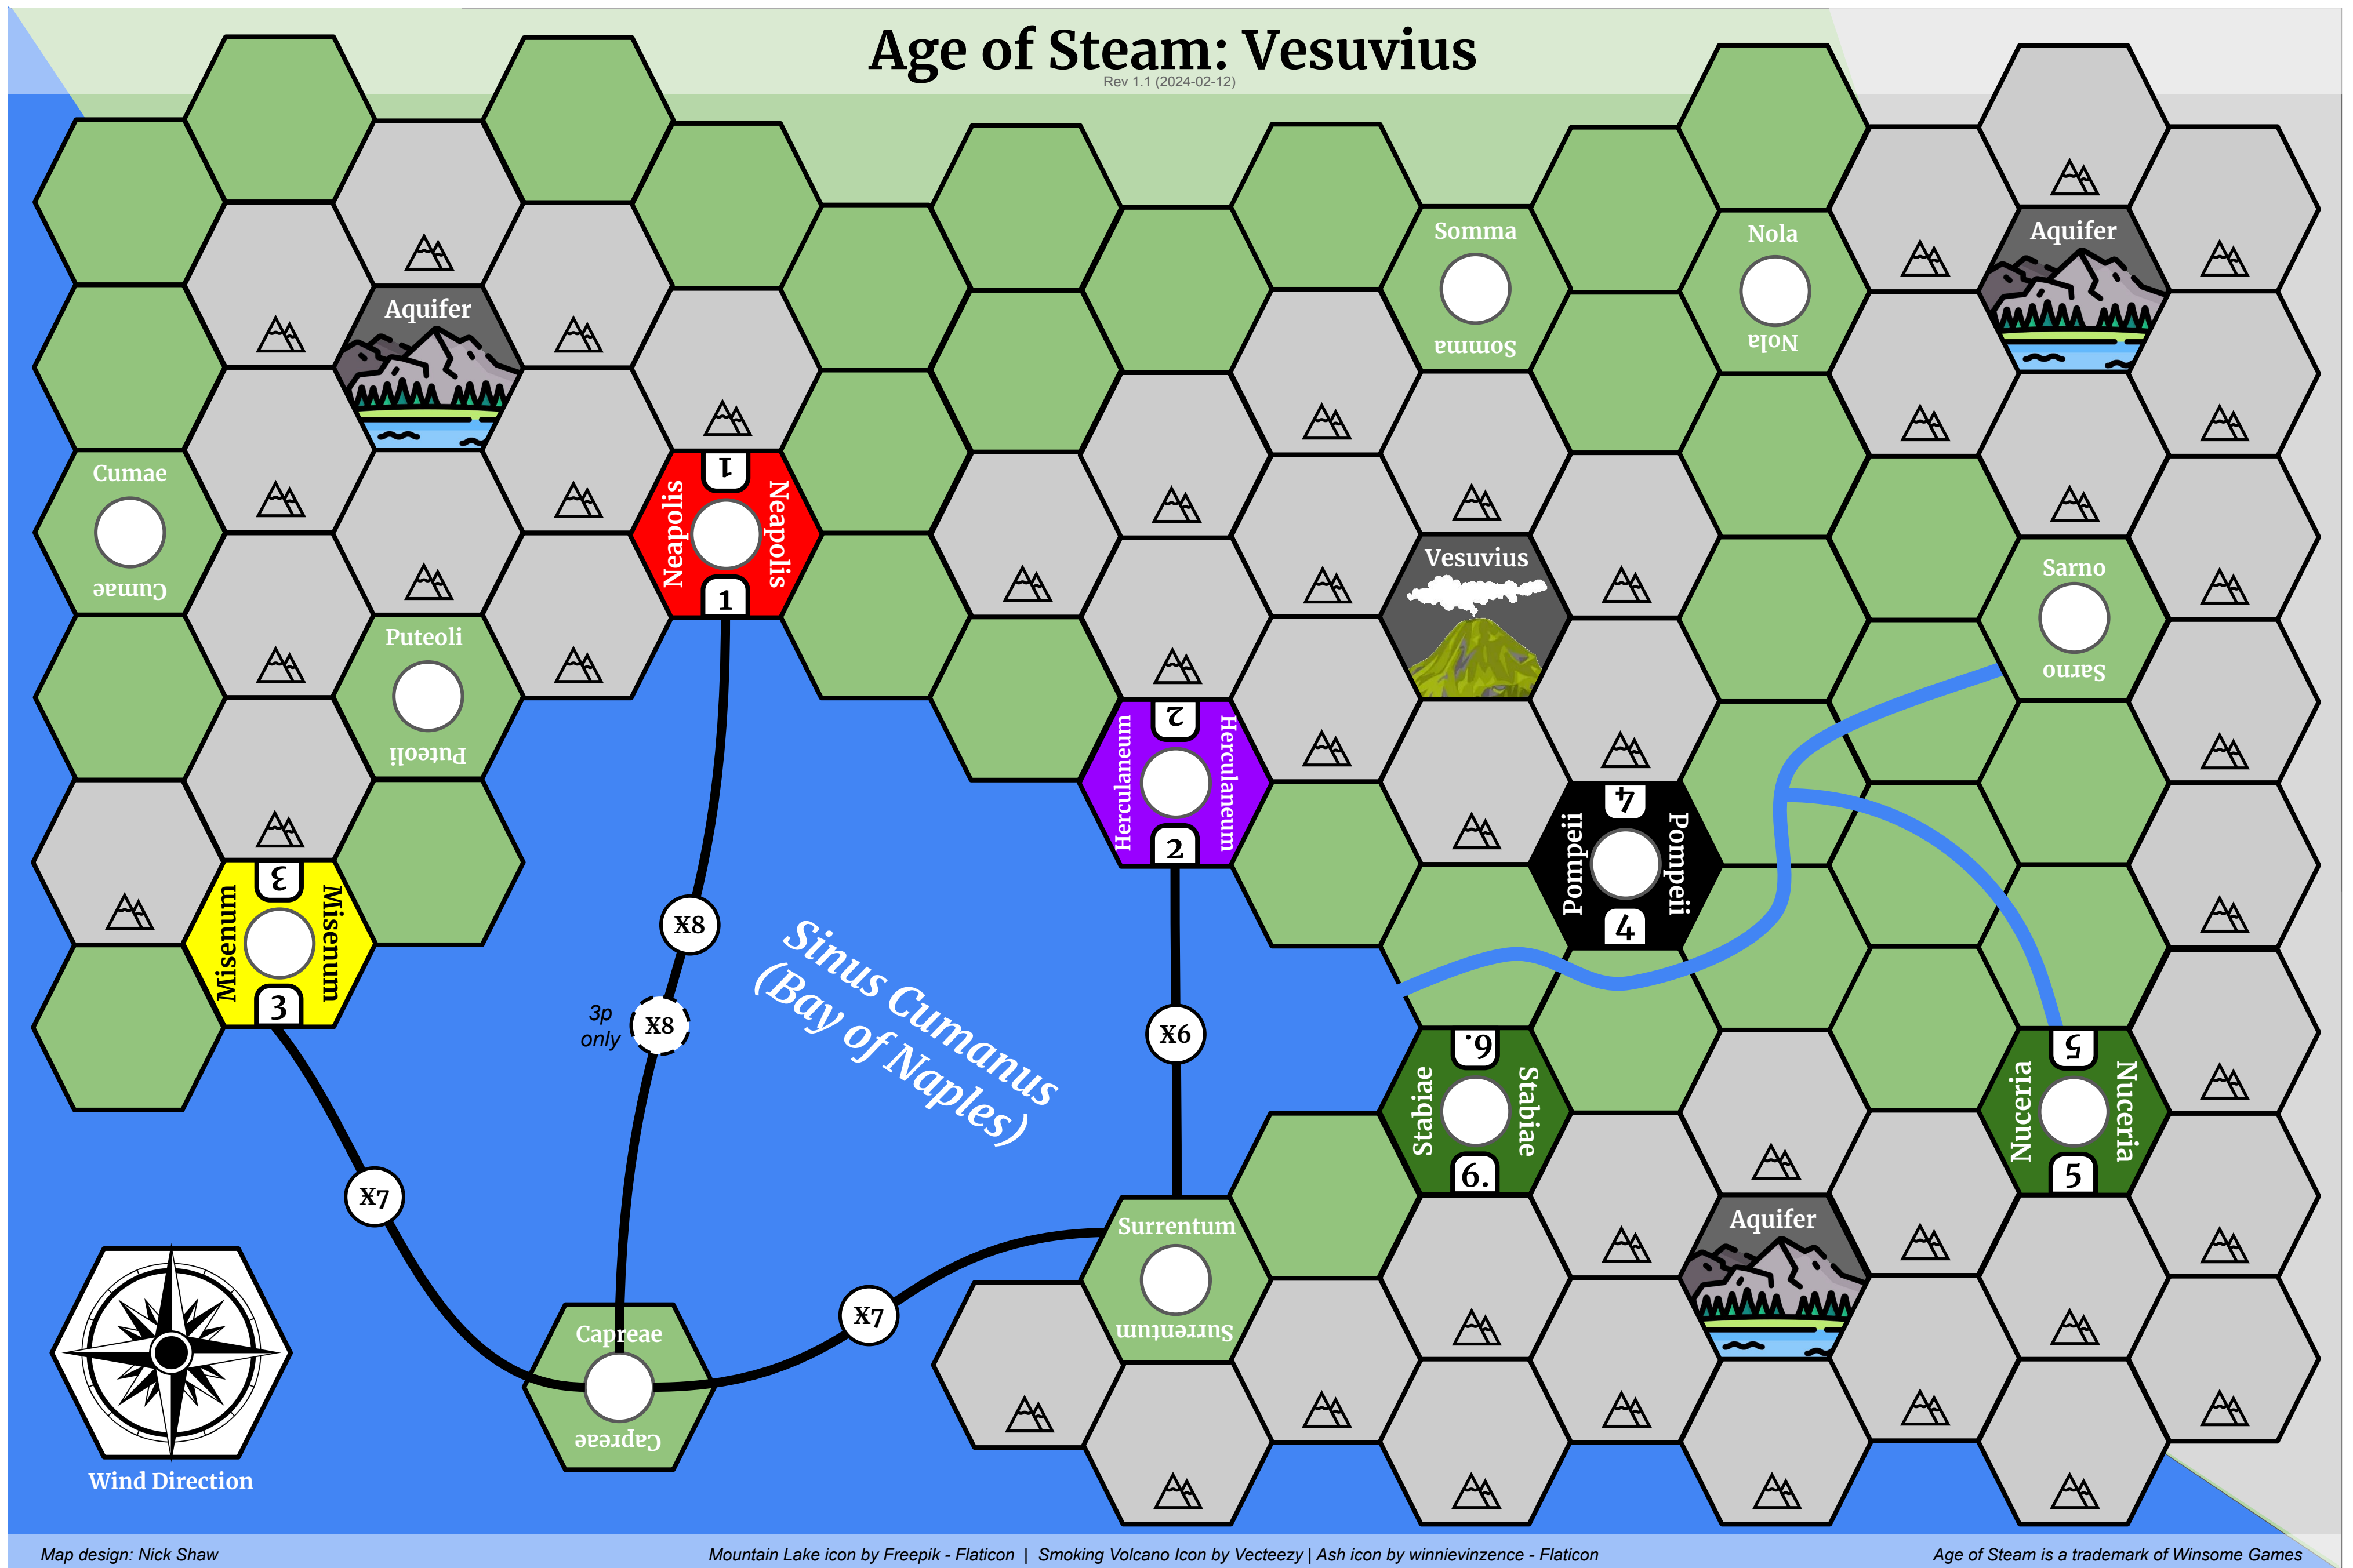 Age of Steam: Vesuvius
Rev 1.1 (2024-02-12)
Somma
Somma
Nola
Nola
Aquifer
Aquifer
Cumae
Cumae
1
Neapolis
Neapolis
1
Vesuvius
Sarno
Sarno
Puteoli
Puteoli
2
Herculaneum
Herculaneum
2
4
Pompeii
Pompeii
4
3
Misenum
Misenum
3
X8
3p
only
X8
Sinus Cumanus
(Bay of Naples)
X6
6.
Stabiae
Stabiae
6.
5
Nuceria
Nuceria
5
X7
Surrentum
Surrentum
Aquifer
X7
Capreae
Capreae
Wind Direction
Map design: Nick Shaw
Mountain Lake icon by Freepik - Flaticon | Smoking Volcano Icon by Vecteezy | Ash icon by winnievinzence - Flaticon
Age of Steam is a trademark of Winsome Games